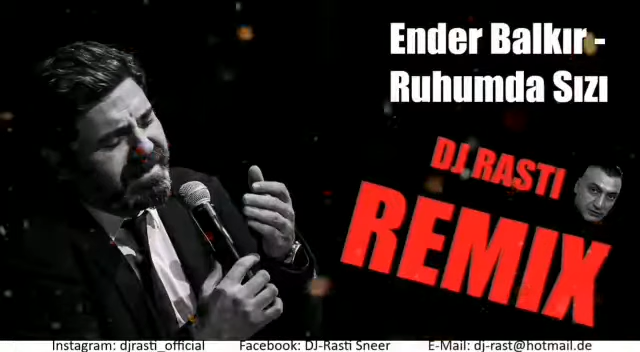 Ender Balkır -
Ruhumda Sızı
DJ RASTI
REMIX
Instagram: djrasti_official Facebook: DJ-Rasti Sneer E-Mail: dj-rast@hotmail.de